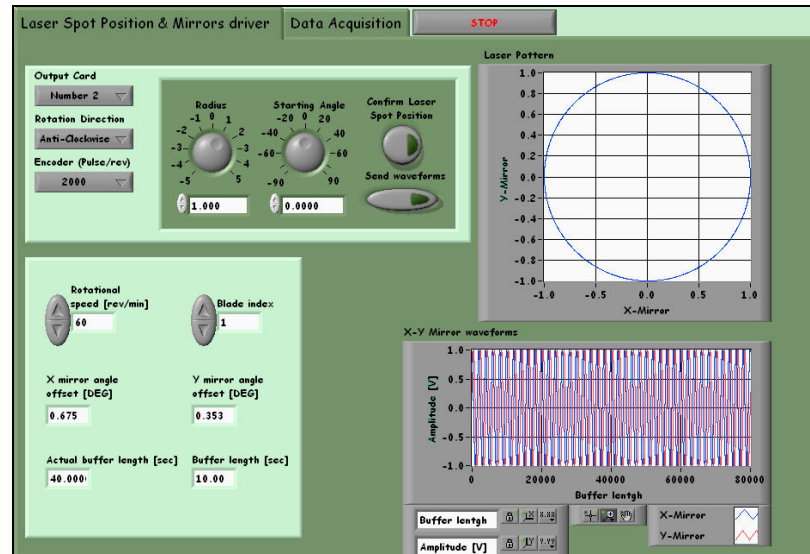 Laser Spot Position & Mirrors driver
Data Acquisition
STOP
Output Card
Number 2
Rotation Direction
Anti-Clockwise
Encoder (Pulse/rev)
2000
Radius
-5 -4 -3 -2 -1 0 1 2 3 4 5
1.000
Starting Angle
-90 -60 -40 -20 0 20 40 60 90
0.0000
Confirm Laser
Spot Position
Send waveforms
Laser Pattern
Y-Mirror
1.0
0.8
0.6
0.4
0.2
0.0
-0.2
-0.4
-0.6
-0.8
-1.0
-1.0 -0.5 0.0 0.5 1.0
X-Mirror
Rotational
speed [rev/min]
60
Blade index
1
X mirror angle
offset [DEG]
0.675
Y mirror angle
offset [DEG]
0.353
Actual buffer length [sec]
40.000
Buffer length [sec]
10.00
X-Y Mirror waveforms
Amplitude [V]
1.0
0.5
0.0
-0.5
-1.0
0 20000 40000 60000 80000
Buffer lentgh
Buffer lentgh
Amplitude [V]
X-Mirror
Y-Mirror